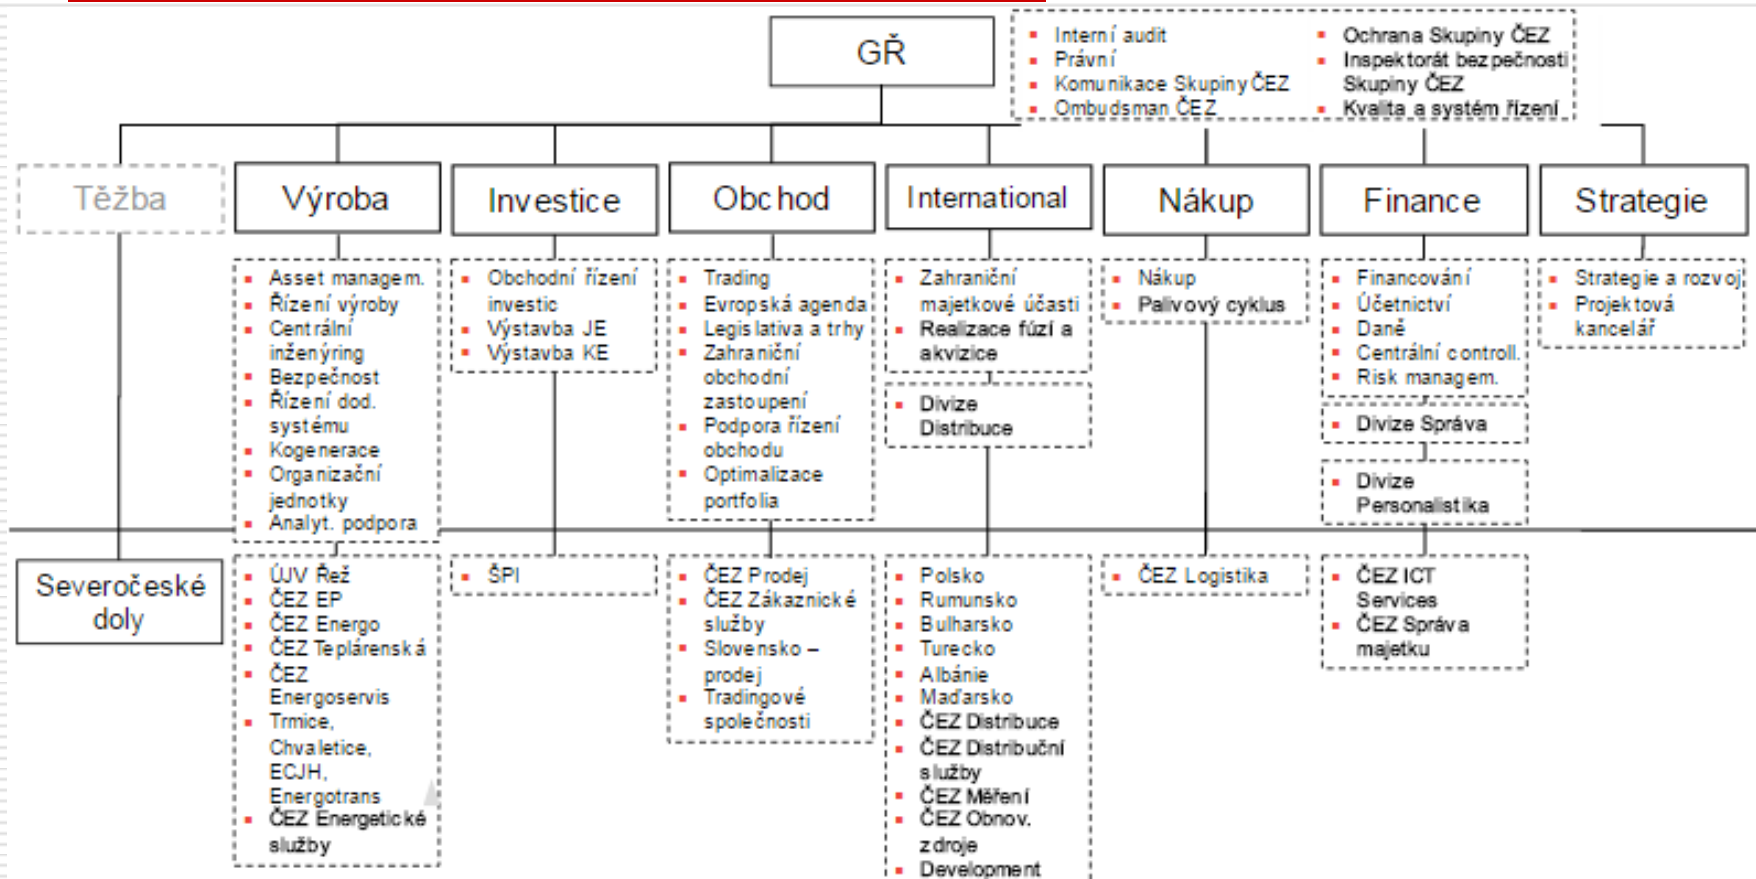 GŘ
Interní audit
Právní
Komunikace Skupiny ČEZ
Ombudsman ČEZ
Ochrana Skupiny ČEZ
Inspektorát bezpečnosti
Skupiny ČEZ
Kvalita a systém řízení
Těžba
Severočeské
doly
Výroba
Asset managem.
Řízení výroby
Centrální
inženýring
Bezpečnost
Řízení dod.
systému
Kogenerace
Organizační
jednotky
Analyt. podpora
ÚJV Řež
ČEZ EP
ČEZ Energo
ČEZ Teplárenská
ČEZ
Energoservis
Trmice,
Chvaletice,
ECJH,
Energotrans
ČEZ Energetické
služby
Investice
Obchodní řízení
investic
Výstavba JE
Výstavba KE
ŠPI
Obchod
Trading
Evropská agenda
Legislativa a trhy
Zahraniční
obchodní
zastoupení
Podpora řízení
obchodu
Optimalizace
portfolia
ČEZ Prodej
ČEZ Zákaznické
služby
Slovensko –
prodej
Tradingové
společnosti
International
Zahraniční
majetkové účasti
Realizace fúzí a
akvizice
Divize
Distribuce
Polsko
Rumunsko
Bulharsko
Turecko
Albánie
Maďarsko
ČEZ Distribuce
ČEZ Distribuční
služby
ČEZ Měření
ČEZ Obnov.
zdroje
Development
Nákup
Nákup
Palivový cyklus
ČEZ Logistika
Finance
Financování
Účetnictví
Daně
Centrální controll.
Risk managem.
Divize Správa
Divize
Personalistika
ČEZ ICT
Services
ČEZ Správa
majetku
Strategie
Strategie a rozvoj
Projektová
kancelář